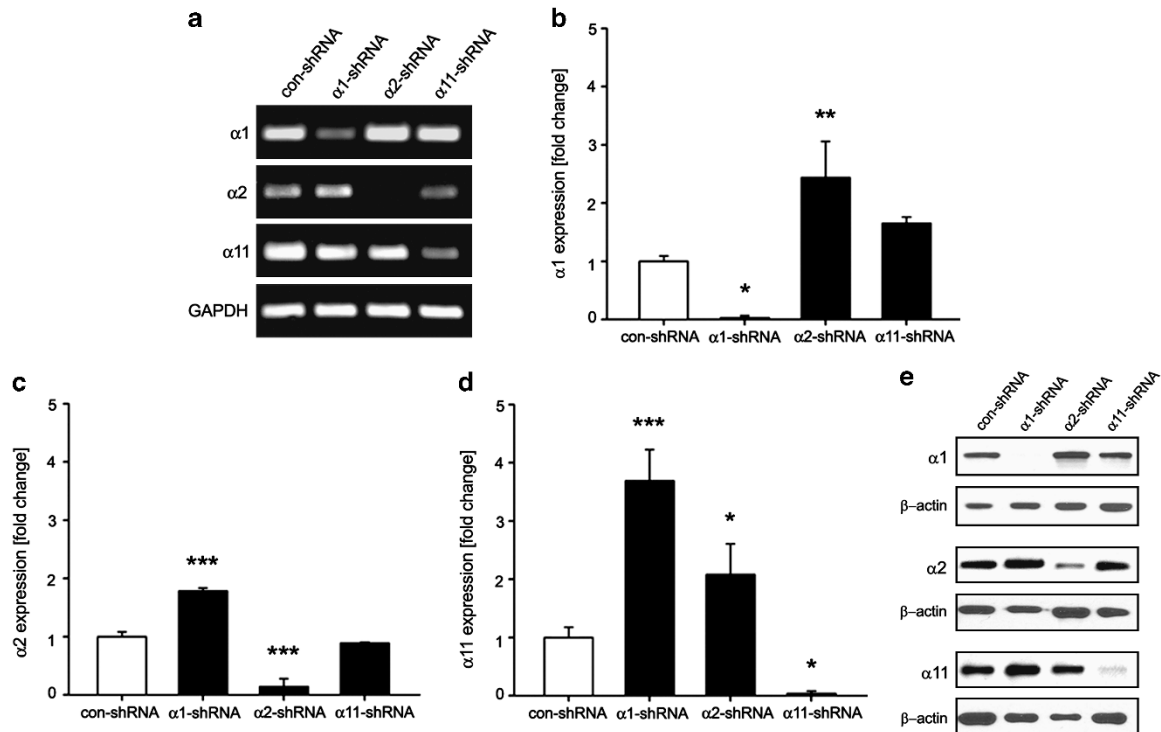 a
con-shRNA α1-shRNA α2-shRNA α11-shRNA
α1
α2
α11
GAPDH
b
α1 expression [fold change]
5
4
3
2
1
0
*
**
con-shRNA α1-shRNA α2-shRNA α11-shRNA
c
α2 expression [fold change]
5
4
3
2
1
0
***
***
con-shRNA α1-shRNA α2-shRNA α11-shRNA
d
α11 expression [fold change]
5
4
3
2
1
0
***
*
*
con-shRNA α1-shRNA α2-shRNA α11-shRNA
e
con-shRNA α1-shRNA α2-shRNA α11-shRNA
α1
β–actin
α2
β–actin
α11
β–actin